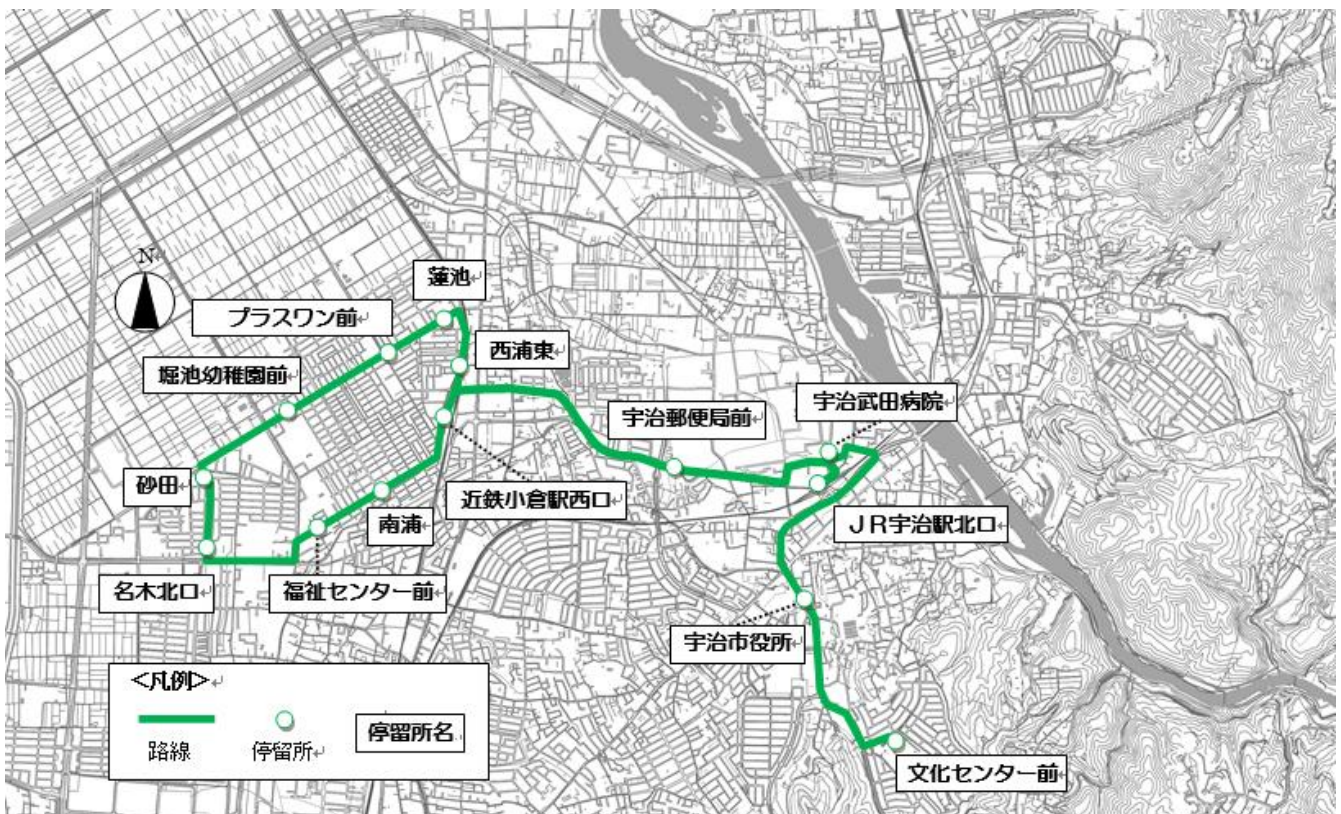 N
蓮池
プラスワン前
西浦東
堀池幼稚園前
宇治武田病院
宇治郵便局前
砂田
近鉄小倉駅西口
南浦
JR宇治駅北口
名木北口
福祉センター前
宇治市役所
<凡例>
路線
停留所
停留所名
文化センター前